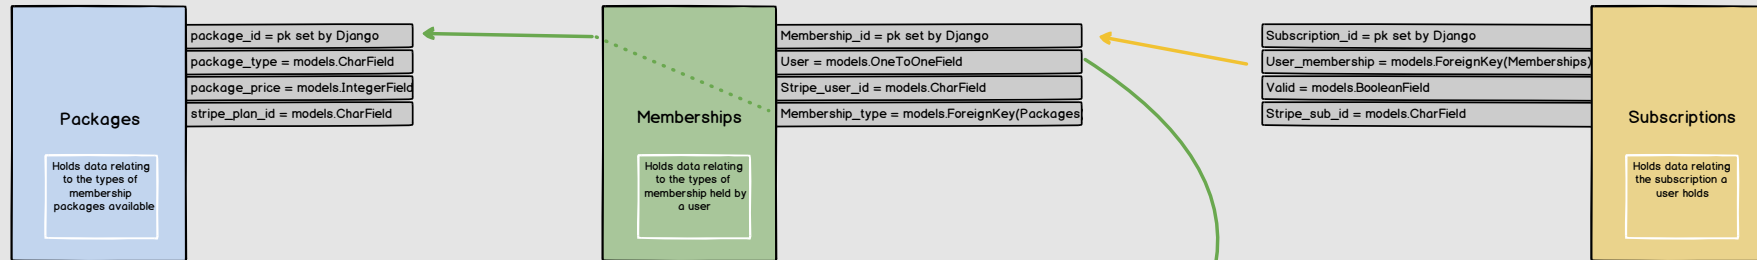 package_id = pk set by Django
package_type = models.CharField
package_price = models.IntegerField
stripe_plan_id = models.CharField
Packages
Holds data relating
to the types of
membership
packages available
Membership_id = pk set by Django
User = models.OneToOneField
Stripe_user_id = models.CharField
Membership_type = models.ForeignKey(Packages
Memberships
Holds data relating
to the types of
membership held by
a user
Subscription_id = pk set by Django
User_membership = models.ForeignKey(Memberships)
Valid = models.BooleanField
Stripe_sub_id = models.CharField
Subscriptions
Holds data relating
the subscription a
user holds